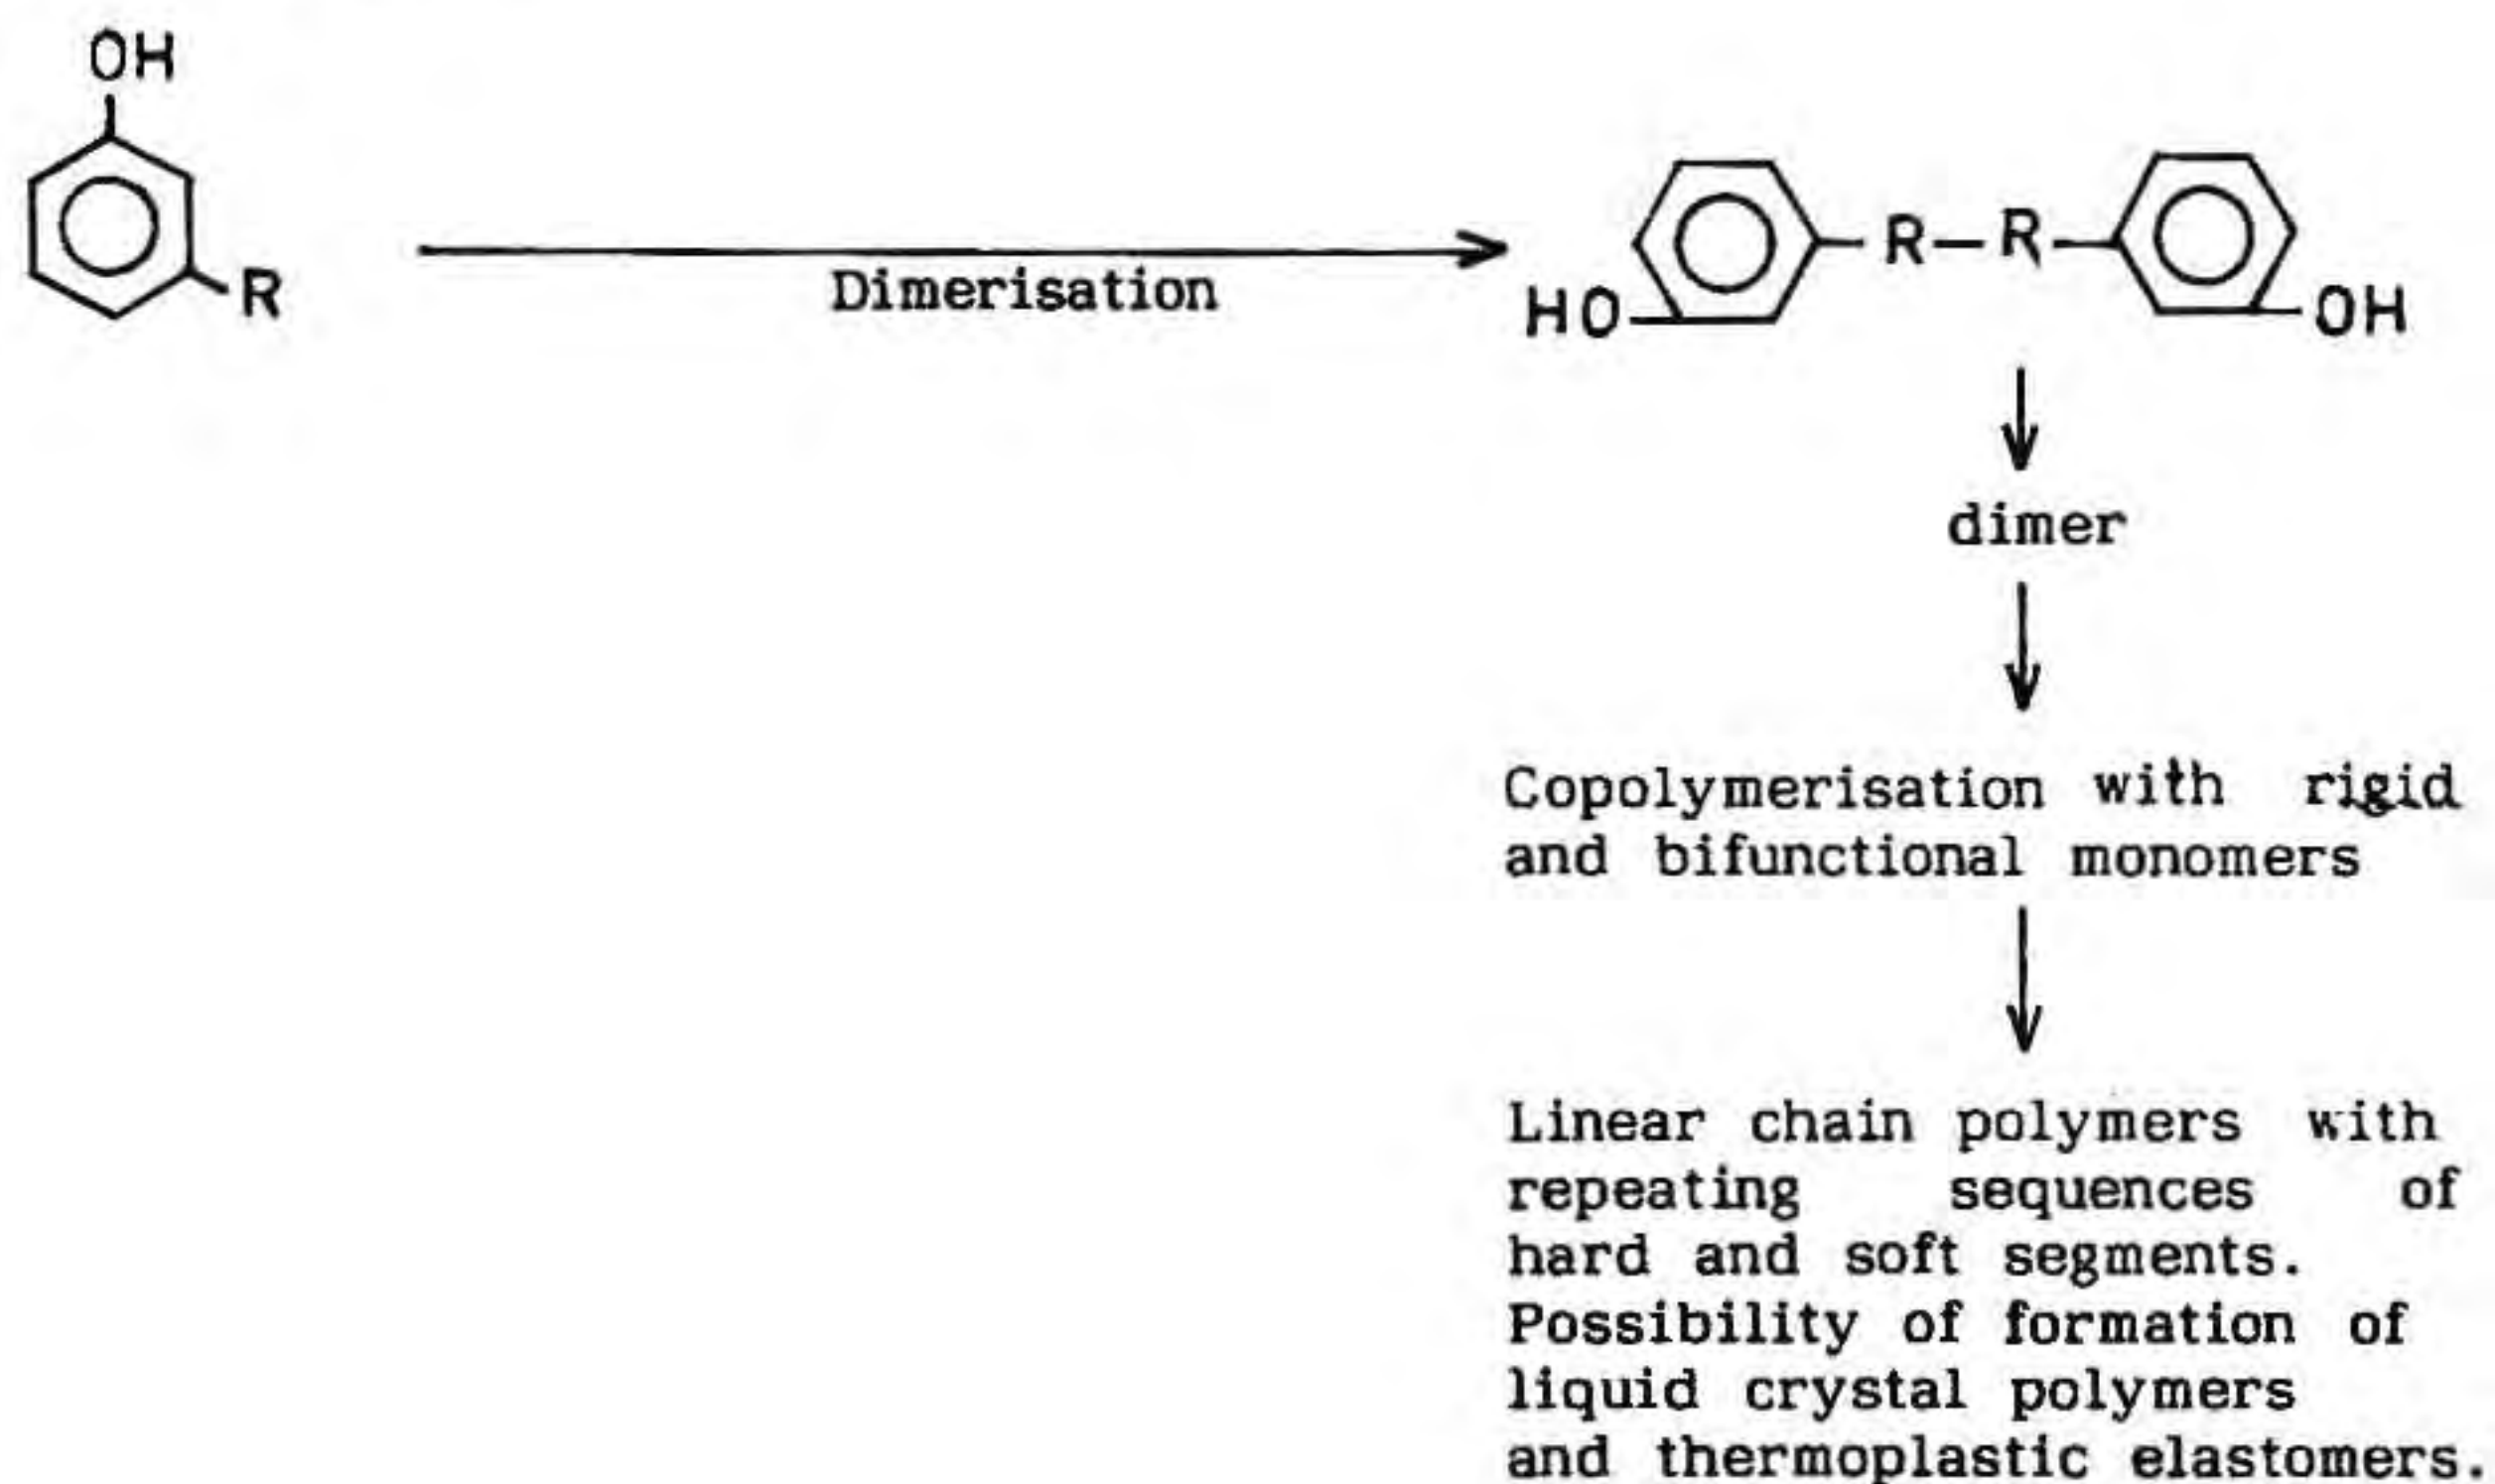 OH
R
Dimerisation
HO R–R OH
dimer
Copolymerisation with rigid
and bifunctional monomers
Linear chain polymers with
repeating sequences of
hard and soft segments.
Possibility of formation of
liquid crystal polymers
and thermoplastic elastomers.